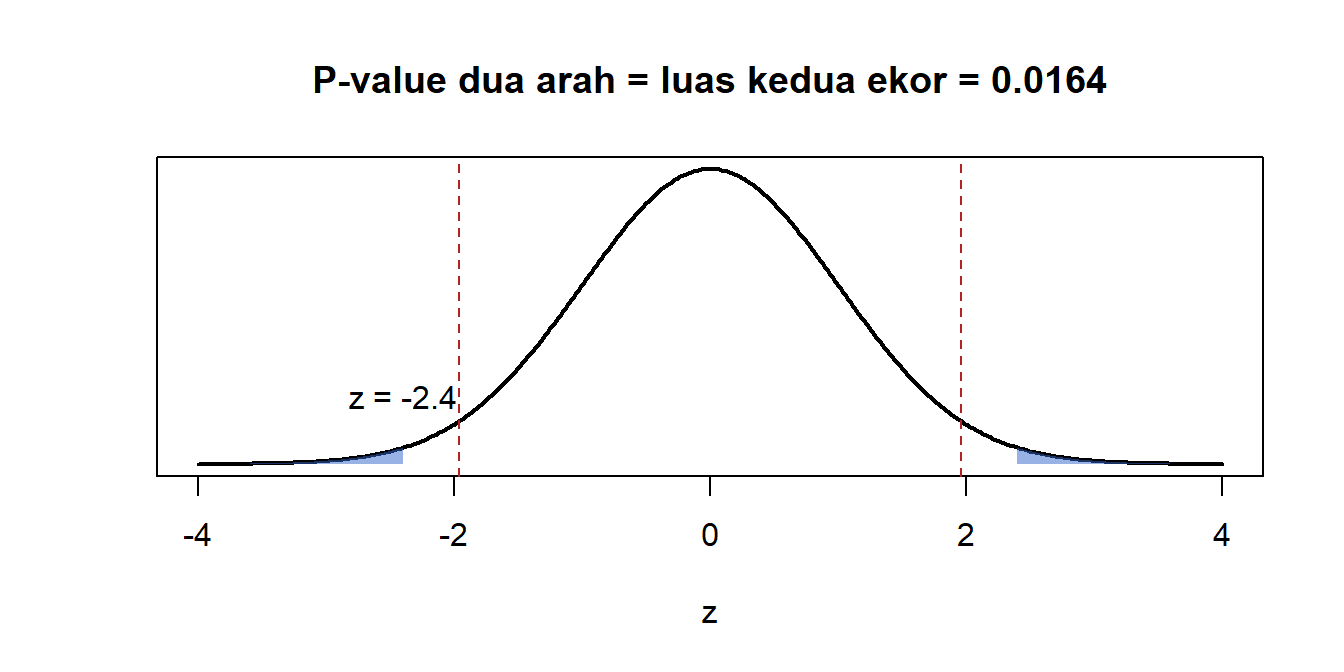 P-value dua arah = luas kedua ekor = 0.0164
z = -2.4
-4 -2 0 2 4
z